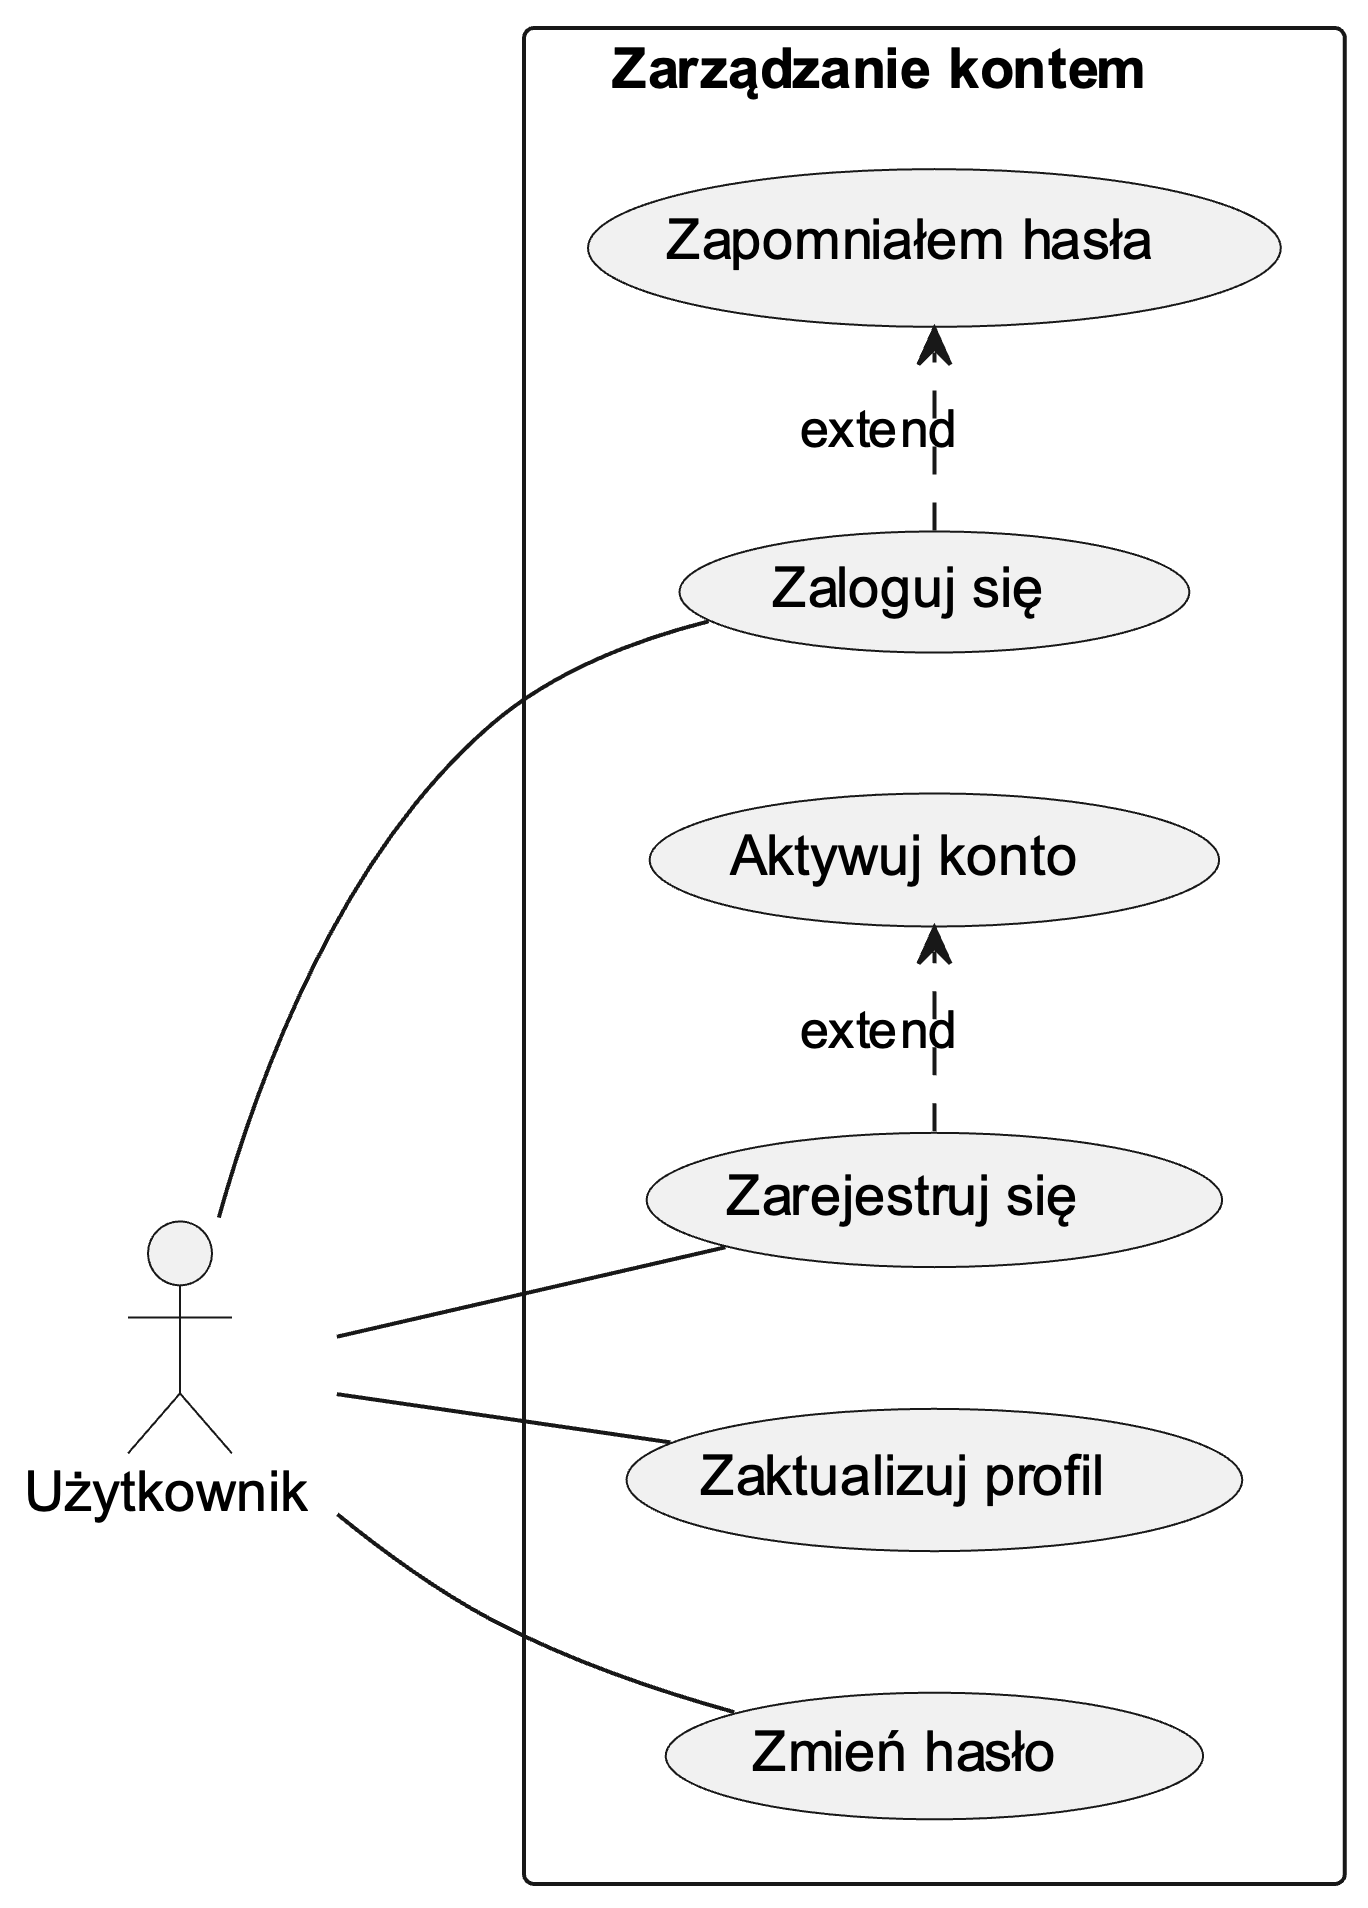 Zarządzanie kontem
Zapomniałem hasła
extend
Zaloguj się
Aktywuj konto
extend
Zarejestruj się
Zaktualizuj profil
Użytkownik
Zmień hasło